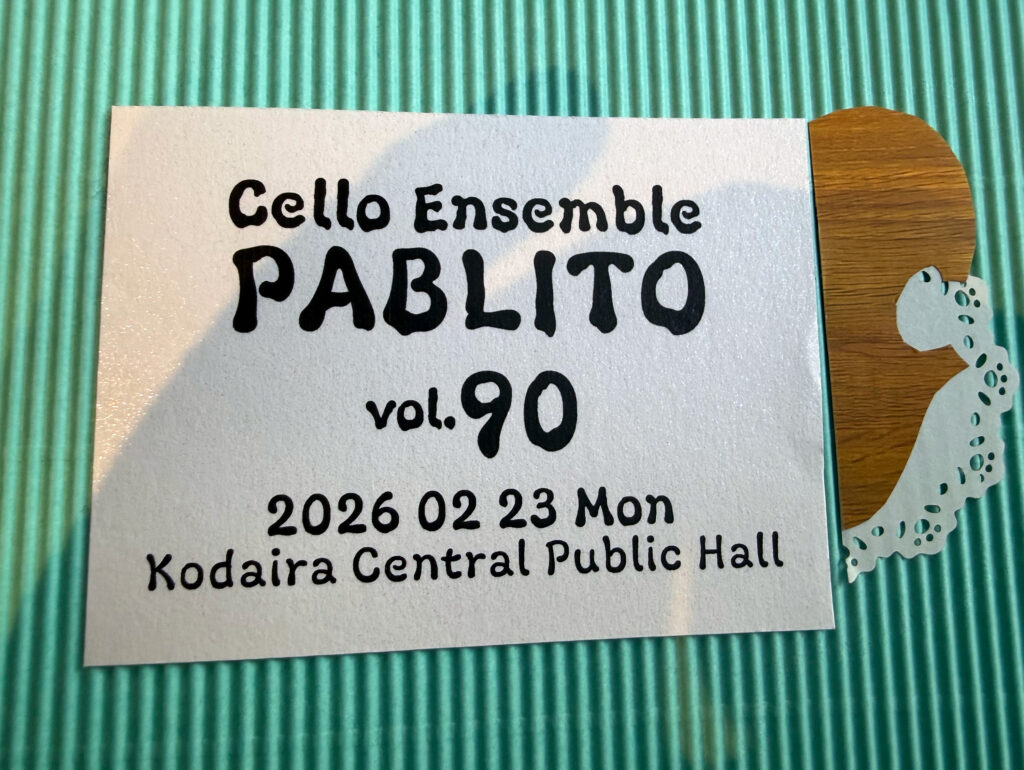 Cello Ensemble
PABLITO
vol.90
2026 02 23 Mon
Kodaira Central Public Hall